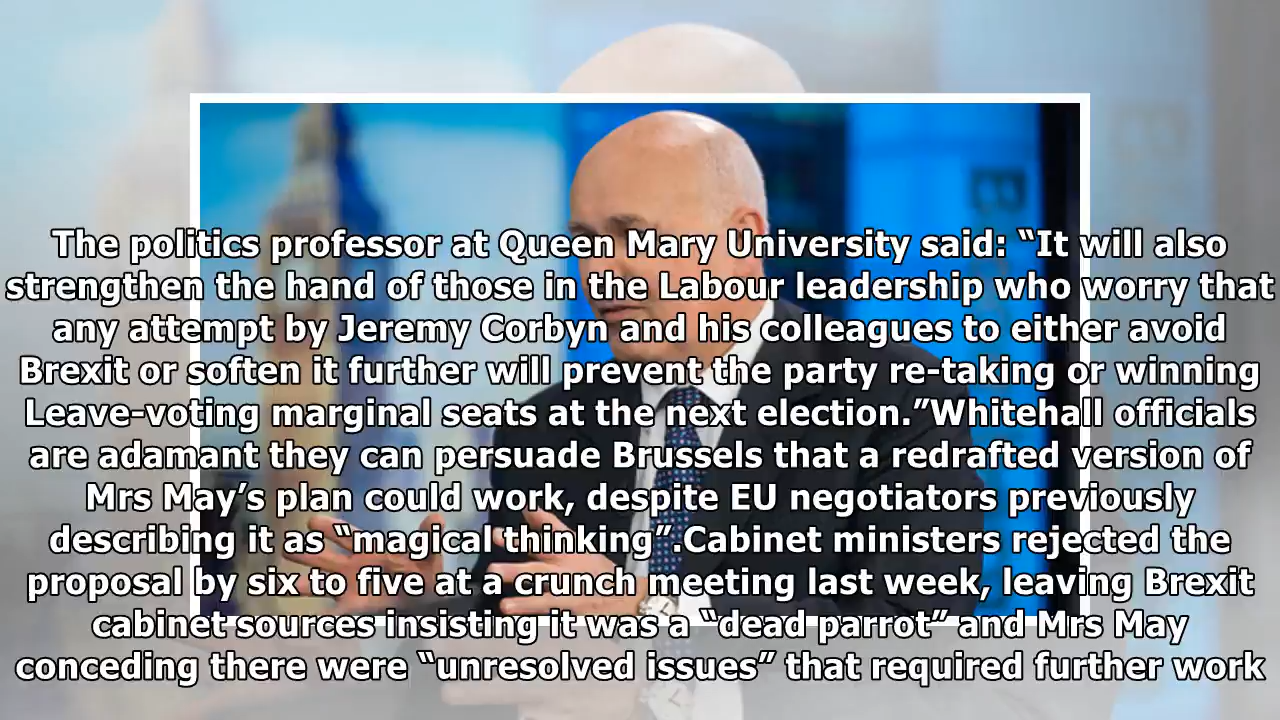 The politics professor at Queen Mary University said: “It will also
strengthen the hand of those in the Labour leadership who worry that
any attempt by Jeremy Corbyn and his colleagues to either avoid
Brexit or soften it further will prevent the party re-taking or winning
Leave-voting marginal seats at the next election.”Whitehall officials
are adamant they can persuade Brussels that a redrafted version of
Mrs May’s plan could work, despite EU negotiators previously
describing it as “magical thinking”.Cabinet ministers rejected the
proposal by six to five at a crunch meeting last week, leaving Brexit
cabinet sources insisting it was a “dead parrot” and Mrs May
conceding there were “unresolved issues” that required further work